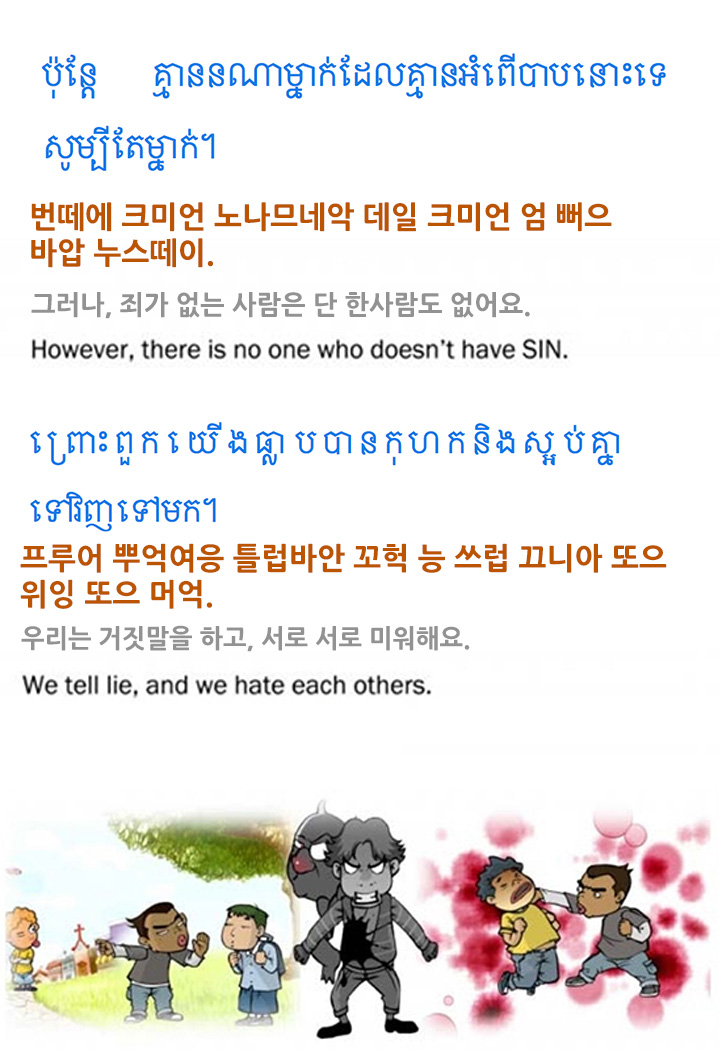 ប៉ុន្តែ គ្មាននណាម្នាក់ដែលគ្មានអំពើបាបនោះទេ
សូម្បីតែម្នាក់។
번떼에 크미언 노나므네악 데일 크미언 엄 뻐으
바압 누스떼이.
그러나, 죄가 없는 사람은 단 한사람도 없어요.
However, there is no one who doesn't have SIN.
ព្រោះពួកយើងធ្លាបបានកុហកនិងស្អប់គ្នា
ទៅវិញទៅមក។
프루어 뿌억여응 틀럽바안 꼬헉 능 쓰럽 끄니아 또으
위잉 또으 머억.
우리는 거짓말을 하고, 서로 서로 미워해요.
We tell lie, and we hate each others.